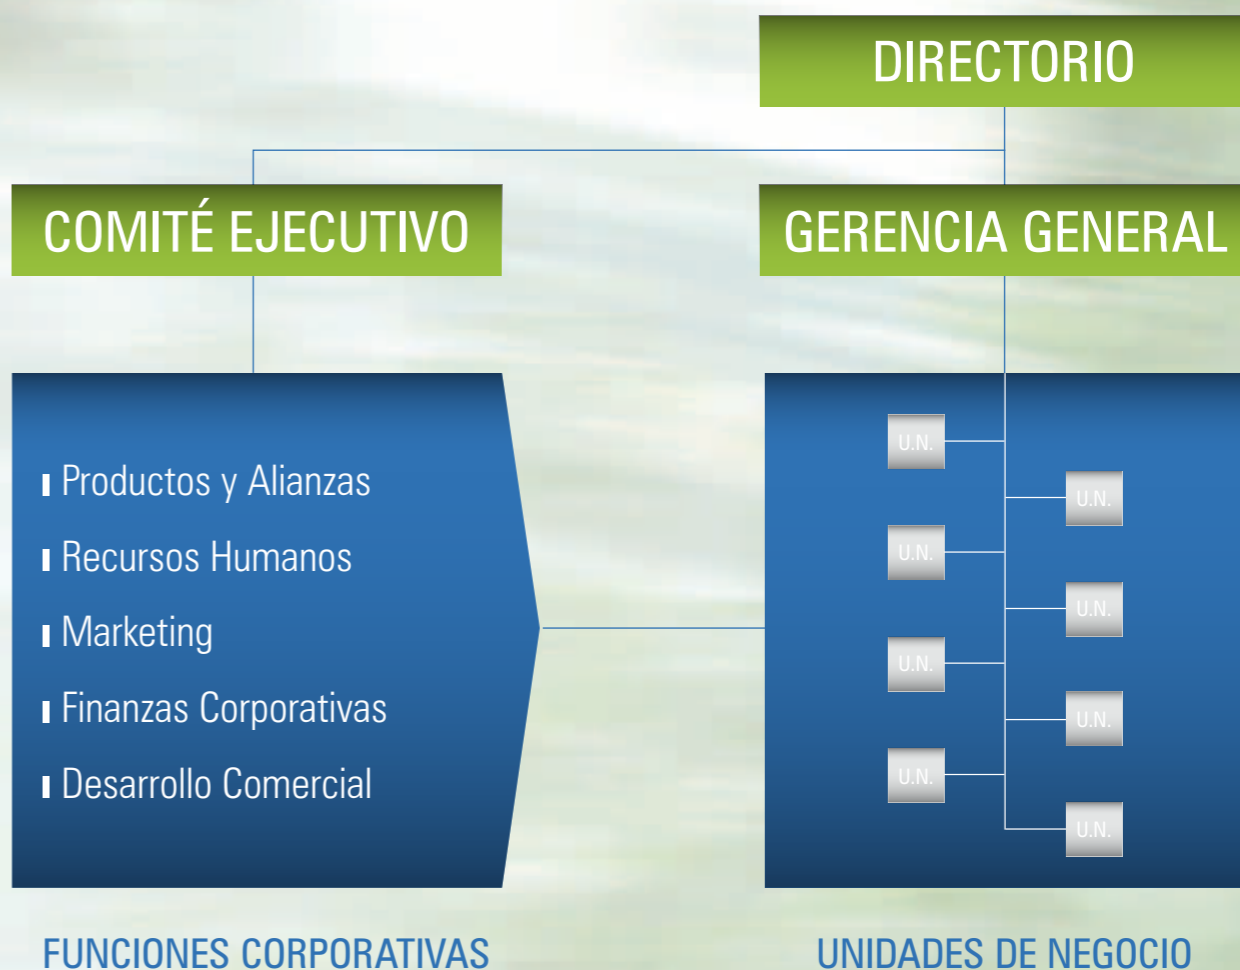 DIRECTORIO
COMITÉ EJECUTIVO
GERENCIA GENERAL
Productos y Alianzas
Recursos Humanos
Marketing
Finanzas Corporativas
Desarrollo Comercial
U.N.
U.N.
U.N.
U.N.
U.N.
U.N.
U.N.
U.N.
FUNCIONES CORPORATIVAS
UNIDADES DE NEGOCIO